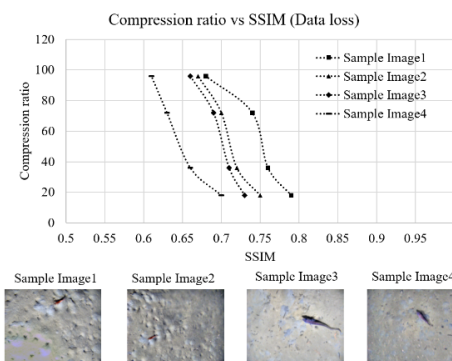 Compression ratio vs SSIM (Data loss)
120
100
80
60
40
20
0
Compression ratio
Sample Image1
Sample Image2
Sample Image3
Sample Image4
0.5 0.55 0.6 0.65 0.7 0.75 0.8 0.85 0.9 0.95
SSIM
Sample Image1 Sample Image2 Sample Image3 Sample Image4